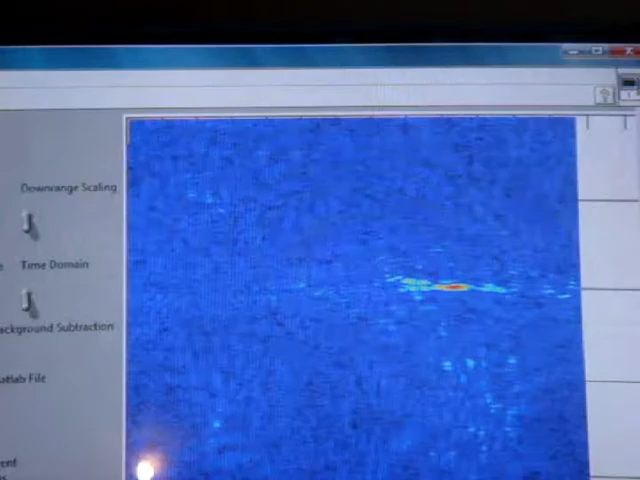 Downrange Scaling
Time Domain
ackground Subtraction
atlab File